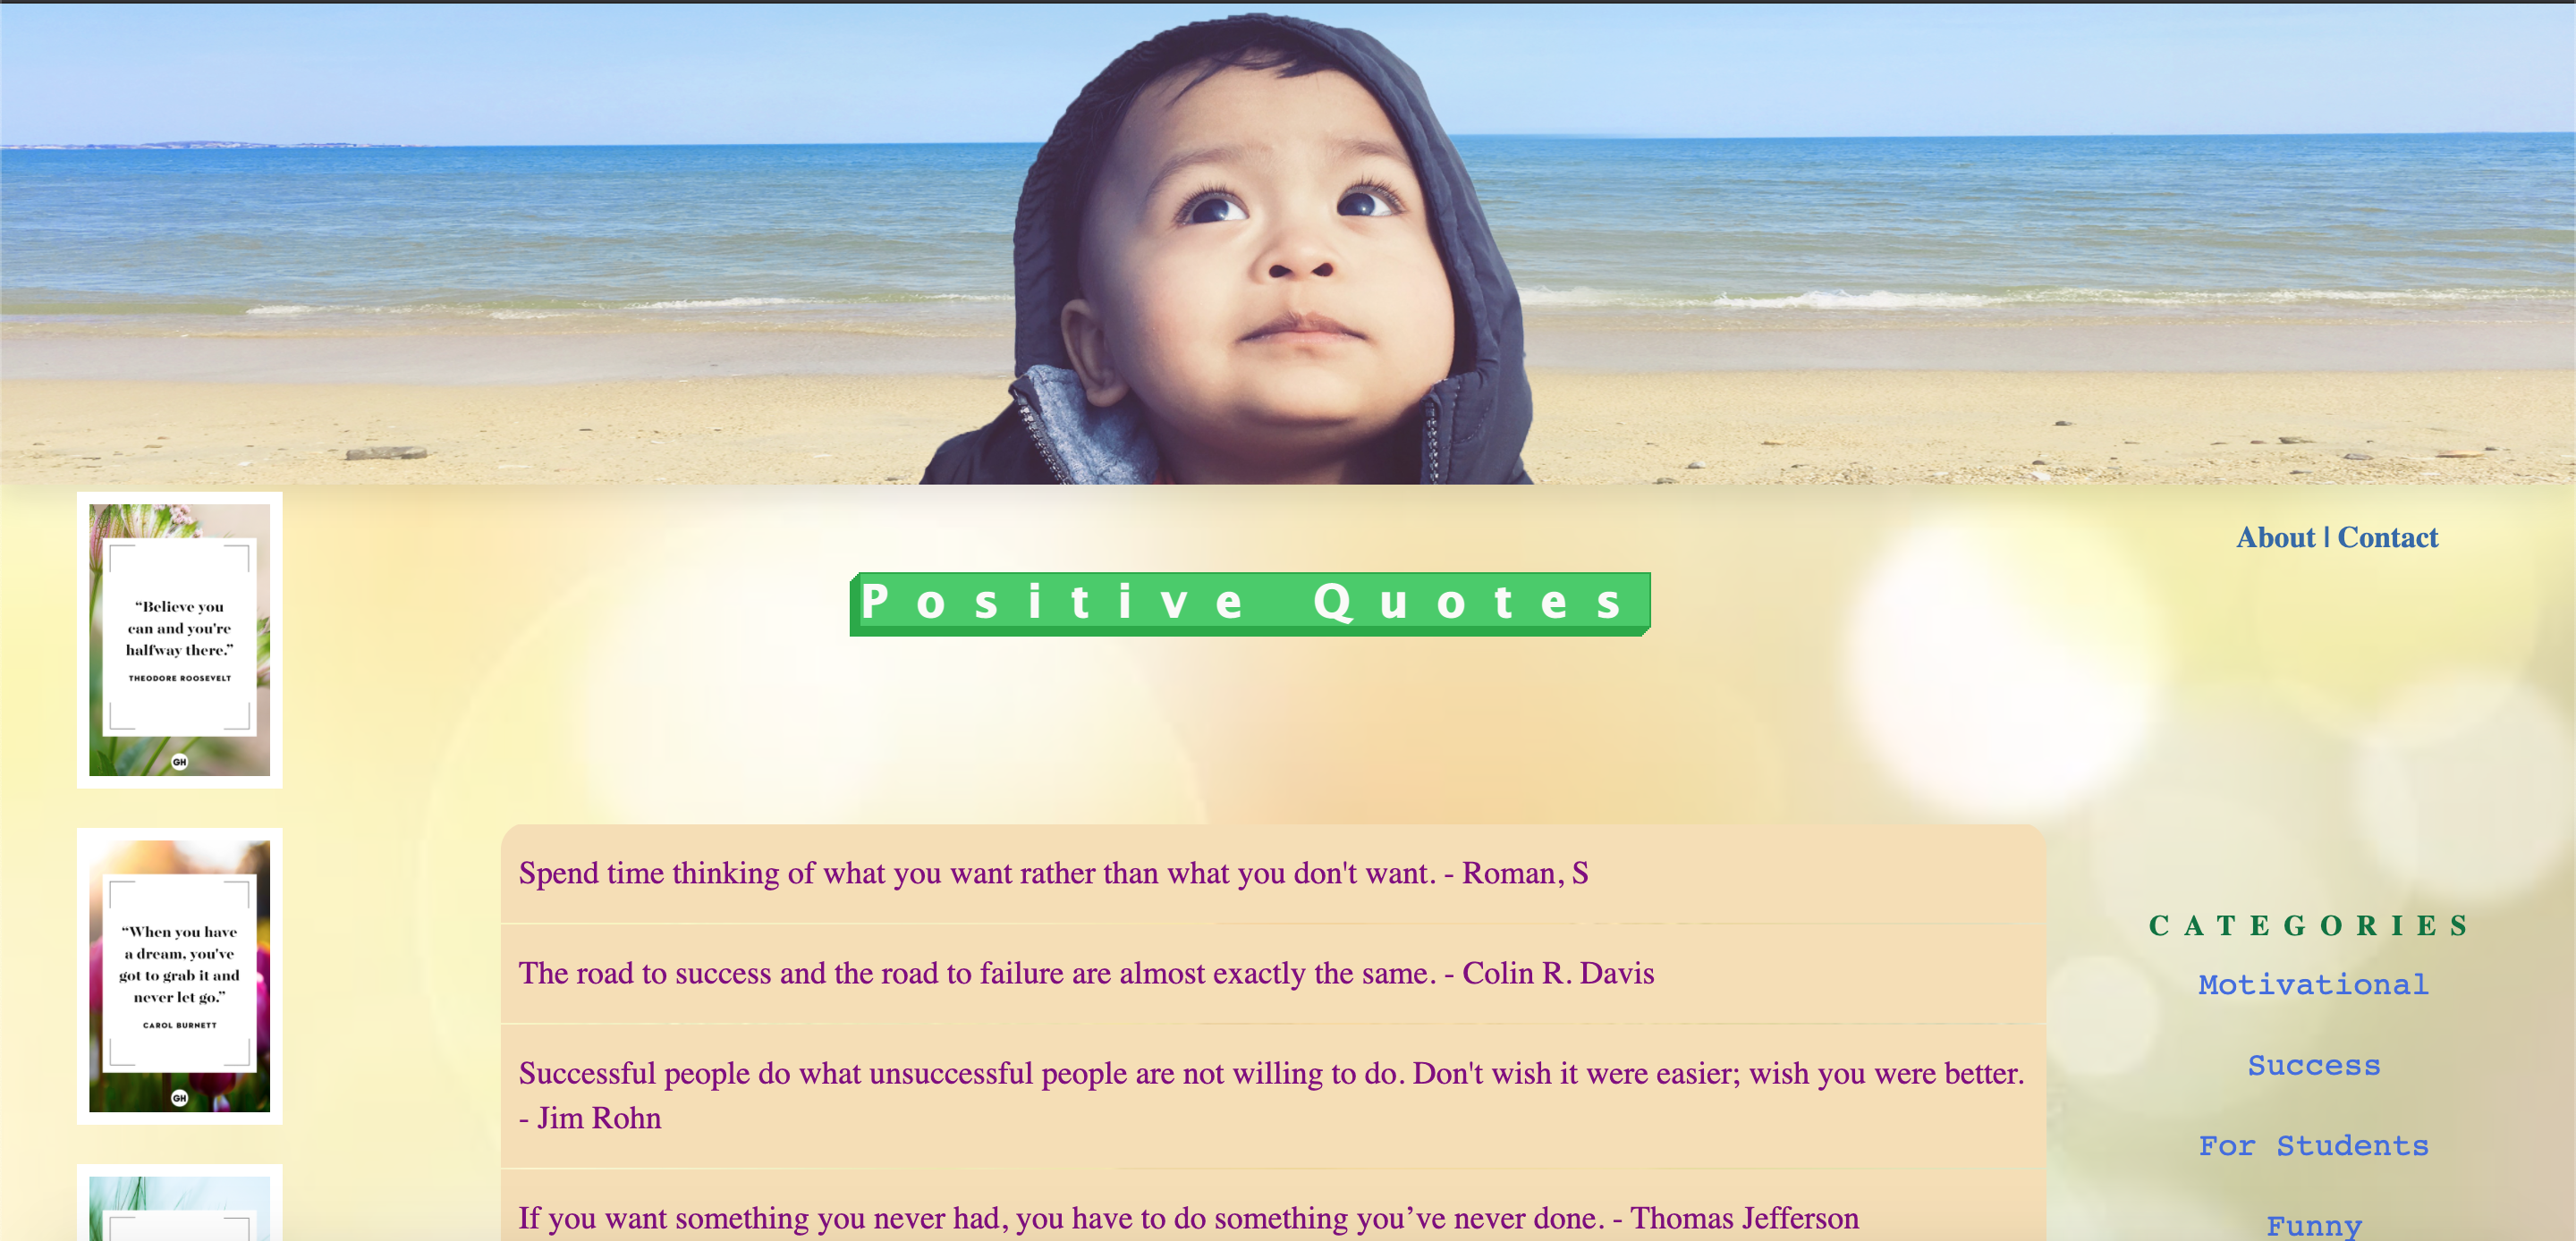 About | Contact
Positive Quotes
“Believe you
can and you're
halfway there.”
THEODORE ROOSEVELT
GH
“When you have
a dream, you've
got to grab it and
never let go.”
CAROL BURNETT
GH
Spend time thinking of what you want rather than what you don't want. - Roman, S
The road to success and the road to failure are almost exactly the same. - Colin R. Davis
Successful people do what unsuccessful people are not willing to do. Don't wish it were easier; wish you were better.
- Jim Rohn
If you want something you never had, you have to do something you’ve never done. - Thomas Jefferson
CATEGORIES
Motivational
Success
For Students
Funny